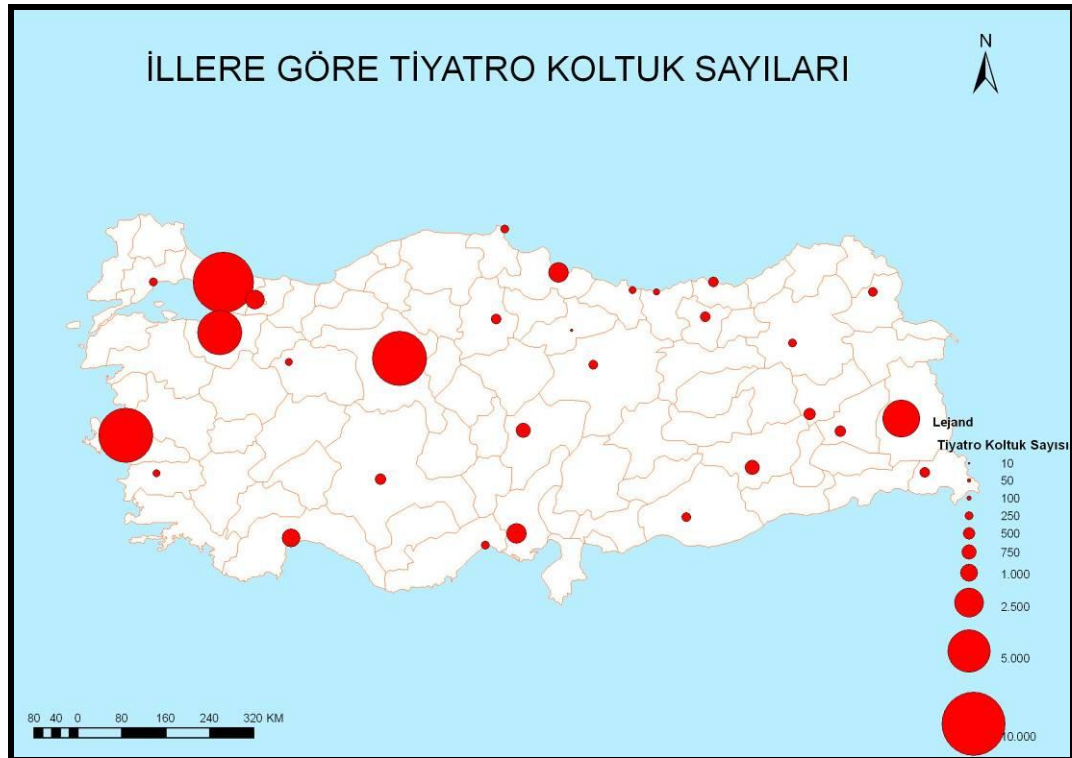 İLLERE GÖRE TİYATRO KOLTUK SAYILARI
N
Lejand
Tiyatro Koltuk Sayısı
10
50
100
250
500
750
1.000
2.500
5.000
10.000
80 40 0 80 160 240 320 KM